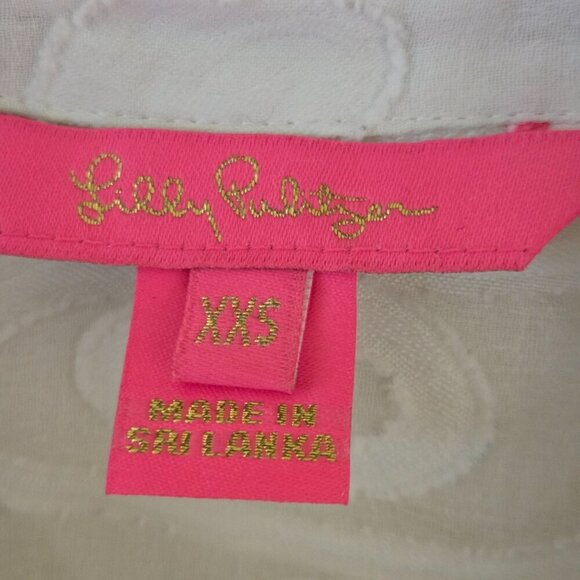 Lilly Pulitzer
XXS
MADE IN
SRI LANKA